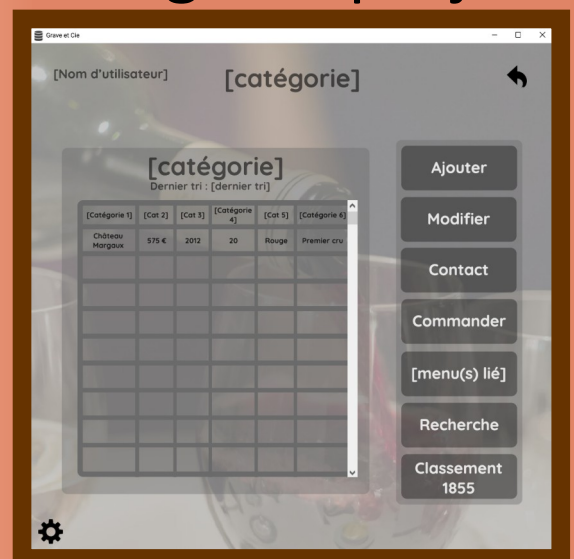 Grave et Cie
[Nom d'utilisateur]
[catégorie]
[catégorie]
Dernier tri : [dernier tri]
[Catégorie 1] [Cat 2] [Cat 3] [Catégorie 4] [Cat 5] [Catégorie 6]
Château Margaux 575 € 2012 20 Rouge Premier cru
Ajouter
Modifier
Contact
Commander
[menu(s) lié]
Recherche
Classement
1855